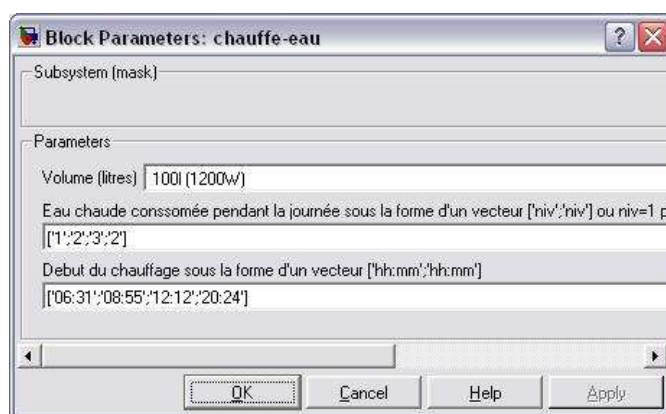 Block Parameters: chauffe-eau
Subsystem (mask)
Parameters
Volume (litres) 100l (1200W)
Eau chaude conssomée pendant la journée sous la forme d'un vecteur ['niv';'niv'] ou niv=1 p
['1';'2';'3';'2']
Debut du chauffage sous la forme d'un vecteur ['hh:mm';'hh:mm']
['06:31';'08:55';'12:12';'20:24']
OK Cancel Help Apply